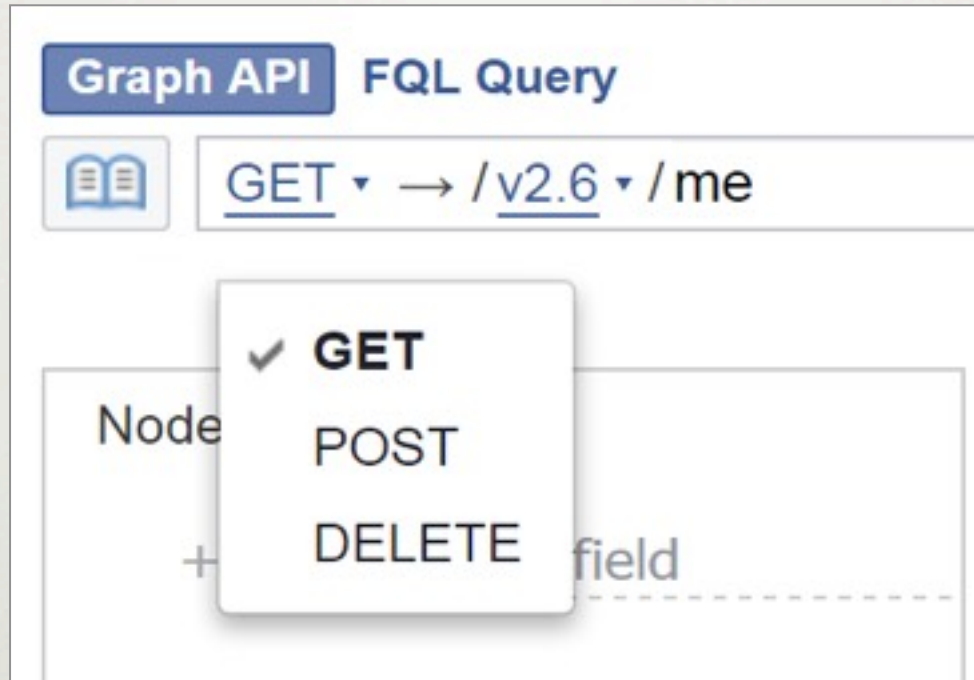 Graph API FQL Query
GET → /v2.6 /me
GET
Node
POST
DELETE
+ field